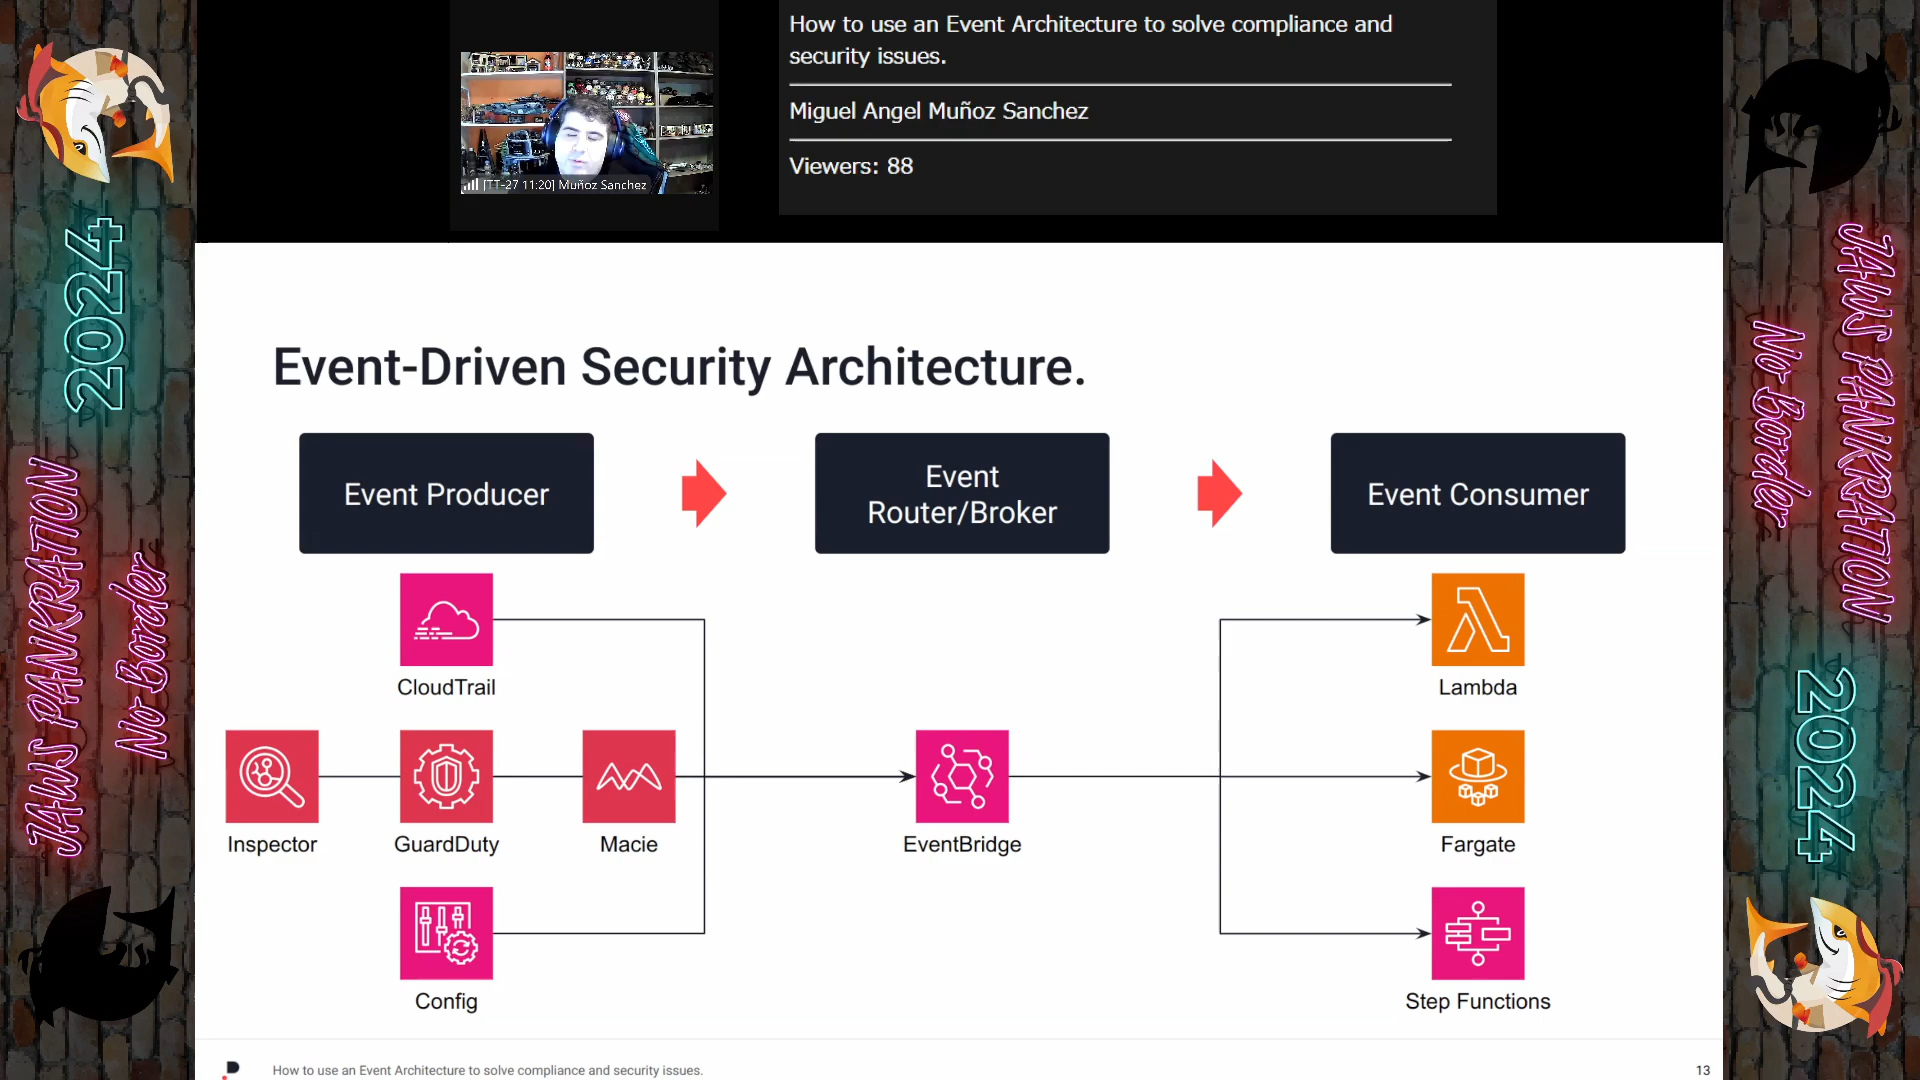 How to use an Event Architecture to solve compliance and
security issues.
Miguel Angel Muñoz Sanchez
Viewers: 88
[TT-27 11:20] Muñoz Sanchez
2024
JAWS PANKRATION
No Border
JAWS PANKRATION
No Border
2024
Event-Driven Security Architecture.
Event Producer
Event
Router/Broker
Event Consumer
CloudTrail
Lambda
Inspector
GuardDuty
Macie
EventBridge
Fargate
Config
Step Functions
How to use an Event Architecture to solve compliance and security issues.
13